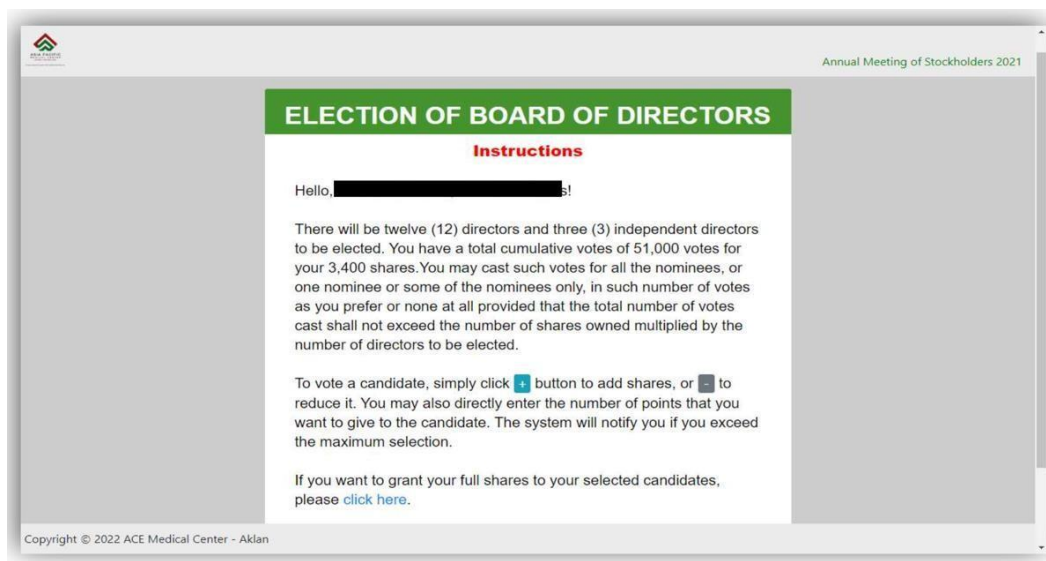 ASIA PACIFIC
Annual Meeting of Stockholders 2021
ELECTION OF BOARD OF DIRECTORS
Instructions
Hello, s!
There will be twelve (12) directors and three (3) independent directors
to be elected. You have a total cumulative votes of 51,000 votes for
your 3,400 shares.You may cast such votes for all the nominees, or
one nominee or some of the nominees only, in such number of votes
as you prefer or none at all provided that the total number of votes
cast shall not exceed the number of shares owned multiplied by the
number of directors to be elected.
To vote a candidate, simply click + button to add shares, or - to
reduce it. You may also directly enter the number of points that you
want to give to the candidate. The system will notify you if you exceed
the maximum selection.
If you want to grant your full shares to your selected candidates,
please click here.
Copyright © 2022 ACE Medical Center - Aklan